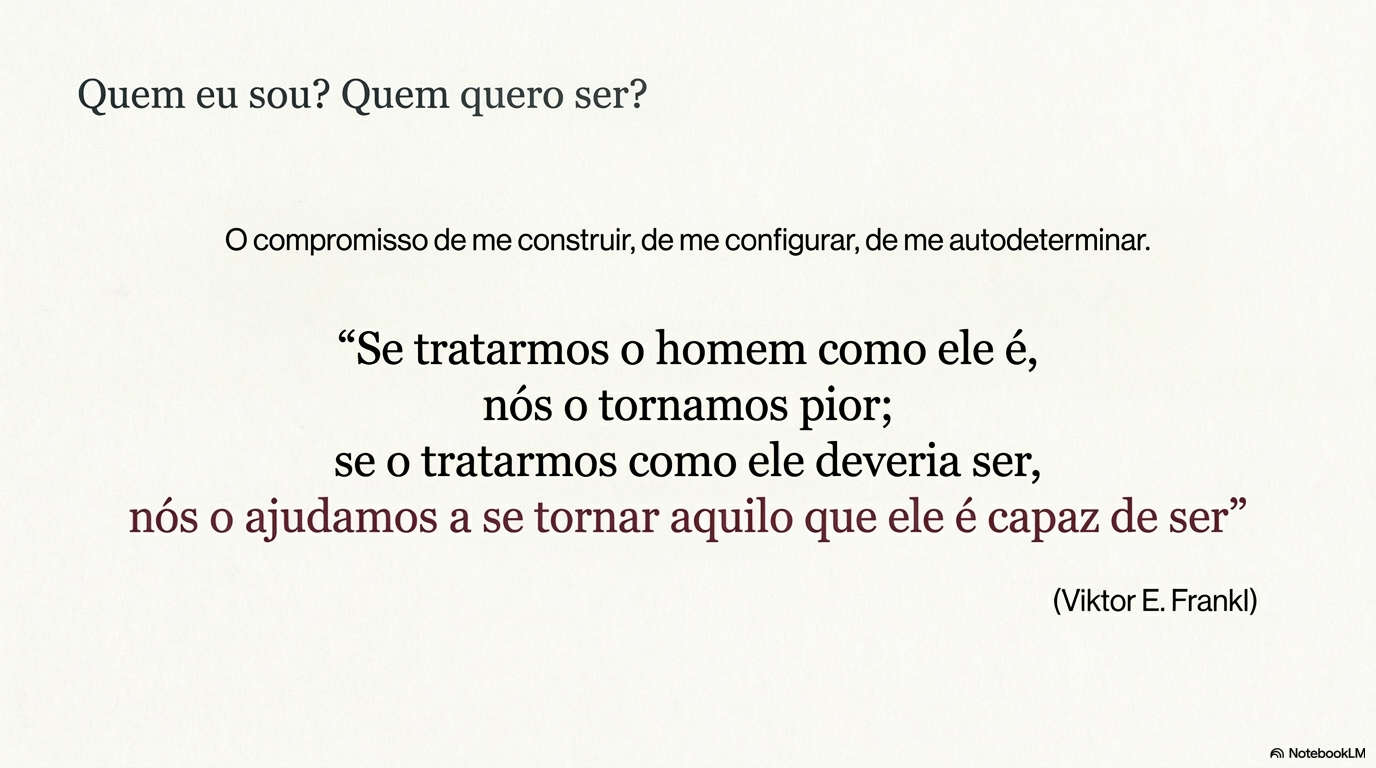 Quem eu sou? Quem quero ser?
O compromisso de me construir, de me configurar, de me autodeterminar.
“Se tratarmos o homem como ele é,
nós o tornamos pior;
se o tratarmos como ele deveria ser,
nós o ajudamos a se tornar aquilo que ele é capaz de ser”
(Viktor E. Frankl)
NotebookLM